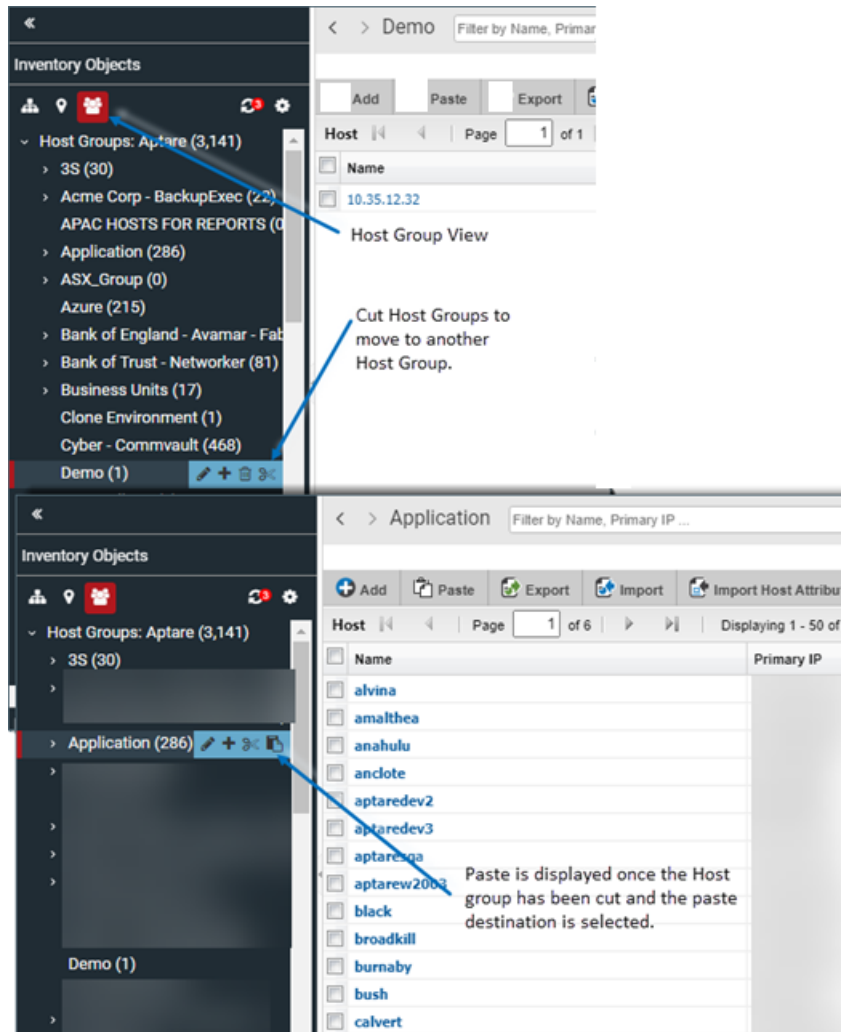 «
< > Demo Filter by Name, Primar
Inventory Objects
Add Paste Export
3
Host Page 1 of 1
Host Groups: Aptare (3,141)
Name
3S (30)
10.35.12.32
Acme Corp - BackupExec (22)
APAC HOSTS FOR REPORTS (0
Host Group View
Application (286)
ASX_Group (0)
Azure (215)
Cut Host Groups to
move to another
Host Group.
Bank of England - Avamar - Fab
Bank of Trust - Networker (81)
Business Units (17)
Clone Environment (1)
Cyber - Commvault (468)
Demo (1)
«
< > Application Filter by Name, Primary IP ...
Inventory Objects
Add Paste Export Import Import Host Attribu
3
Host Page 1 of 6 Displaying 1 - 50 of
Host Groups: Aptare (3,141)
Name Primary IP
3S (30)
alvina
amalthea
Application (286)
anahulu
anclote
aptaredev2
aptaredev3
aptaresqa
aptarew2003
Paste is displayed once the Host
group has been cut and the paste
destination is selected.
black
broadkill
Demo (1)
burnaby
bush
calvert